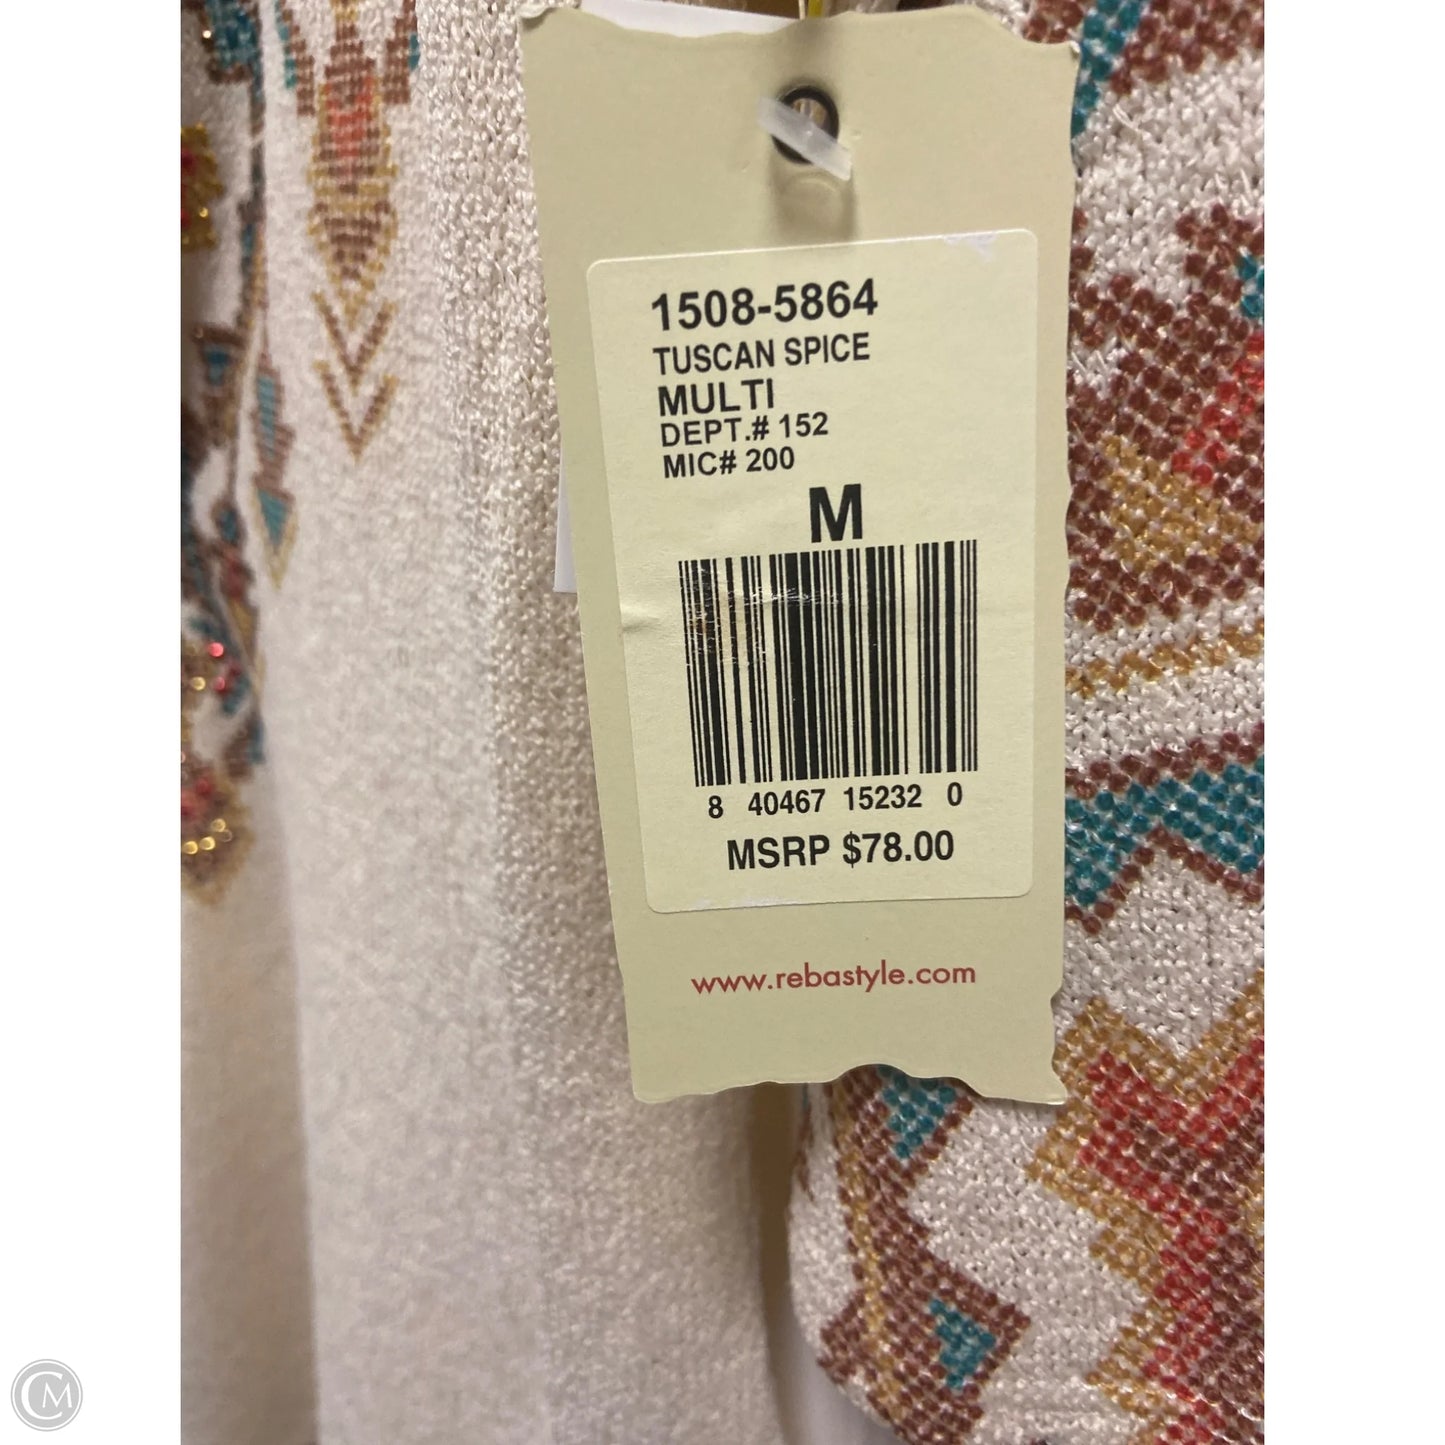 1508-5864
TUSCAN SPICE
MULTI
DEPT.# 152
MIC# 200
M
8 40467 15232 0
MSRP $78.00
www.rebastyle.com
CM